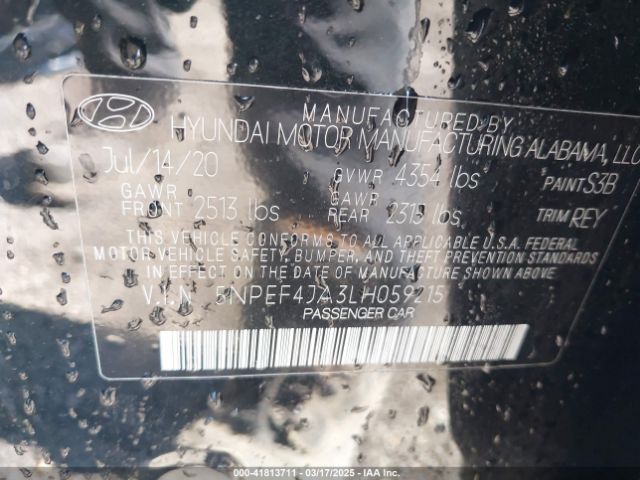 MANUFACTURED BY
HYUNDAI MOTOR MANUFACTURING ALABAMA, LLC
Jul/14/20 GVWR 4354 lbs PAINT S3B
GAWR FRONT 2513 lbs GAWR REAR 2315 lbs TRIM REY
THIS VEHICLE CONFORMS TO ALL APPLICABLE U.S.A. FEDERAL
MOTOR VEHICLE SAFETY, BUMPER, AND THEFT PREVENTION STANDARDS
IN EFFECT ON THE DATE OF MANUFACTURE SHOWN ABOVE
V.I.N 5NPEF4JA3LH059215
PASSENGER CAR
000-41813711 - 03/17/2025 - IAA Inc.